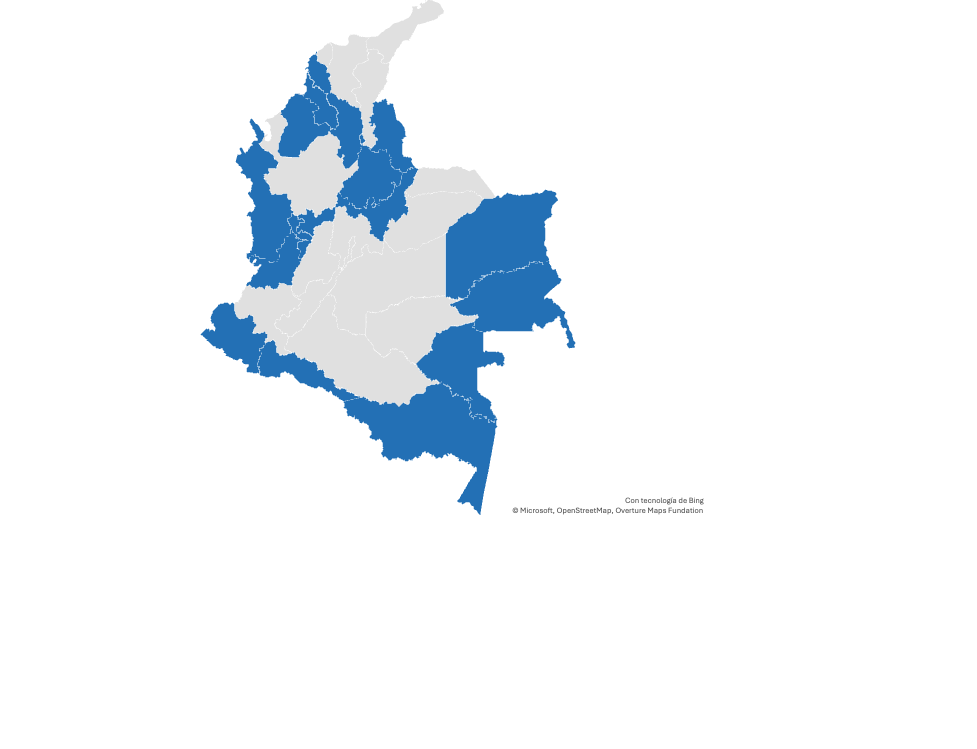 Con tecnología de Bing
© Microsoft, OpenStreetMap, Overture Maps Fundation